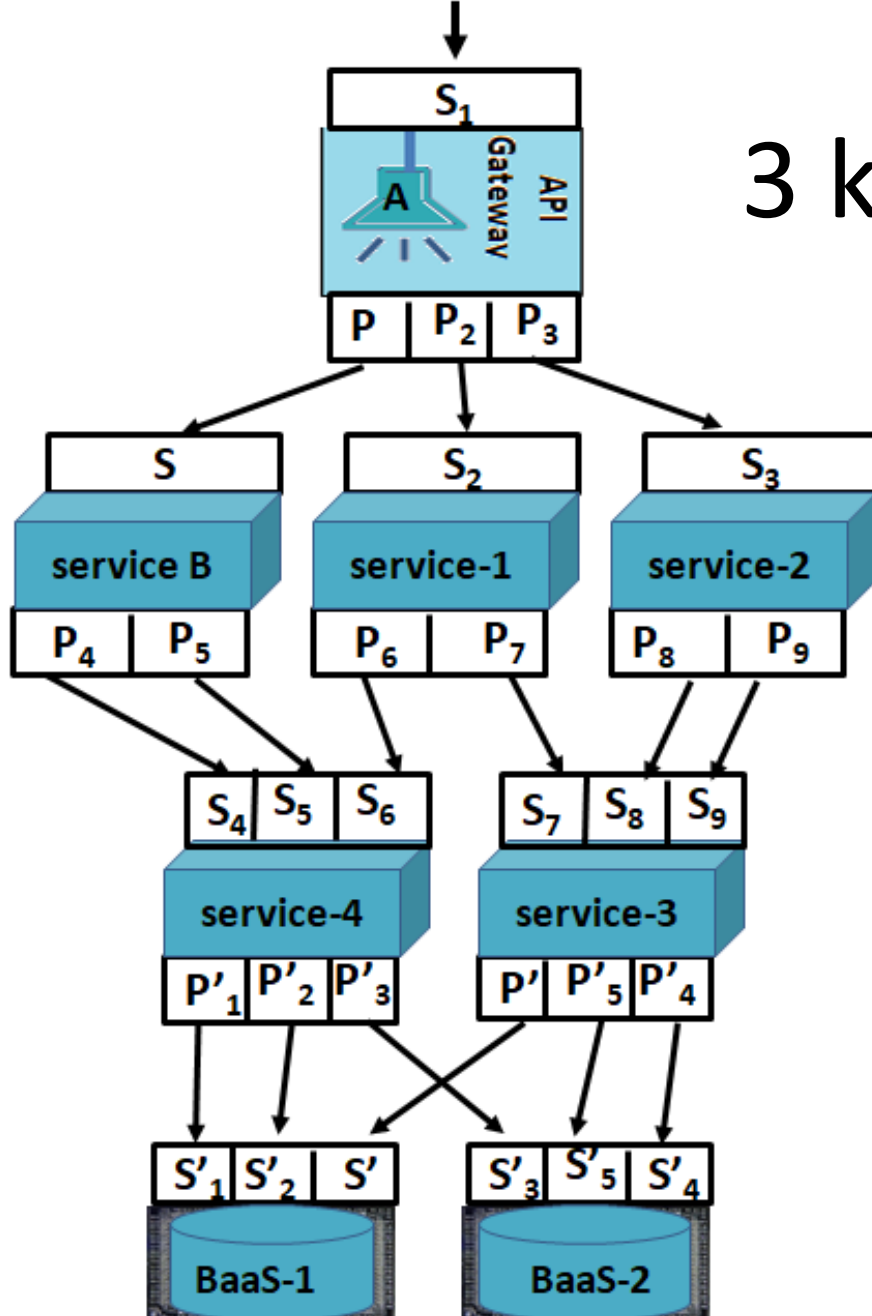 S₁
A
API
Gateway
3 k
P P₂ P₃
S S₂ S₃
service B service-1 service-2
P₄ P₅ P₆ P₇ P₈ P₉
S₄ S₅ S₆ S₇ S₈ S₉
service-4 service-3
P'₁ P'₂ P'₃ P' P'₅ P'₄
S'₁ S'₂ S' S'₃ S'₅ S'₄
BaaS-1 BaaS-2